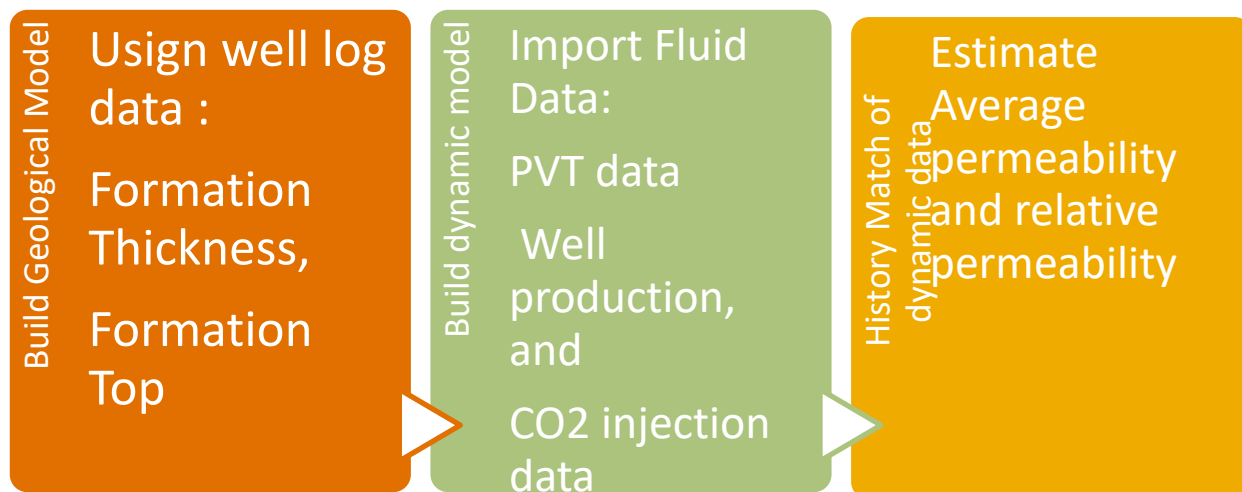 Build Geological Model
Usign well log
data :
Formation
Thickness,
Formation
Top
Build dynamic model
Import Fluid
Data:
PVT data
Well
production,
and
CO2 injection
data
History Match of
dynamic data
Estimate
Average
permeability
and relative
permeability